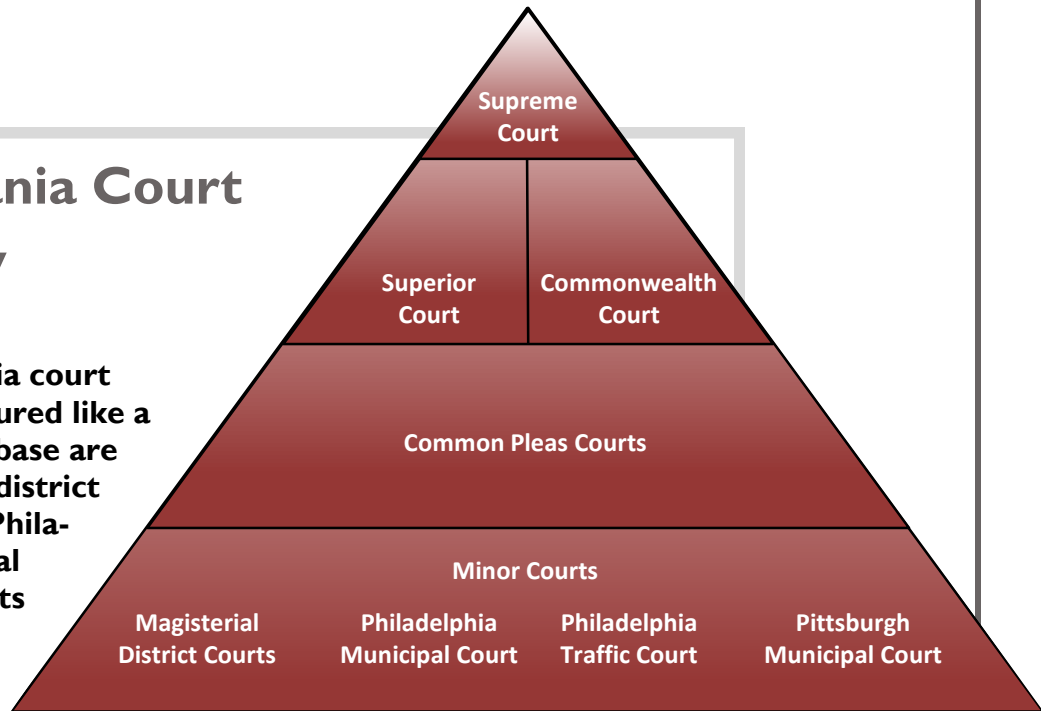 ania Court
y
ia court
ured like a
base are
district
Phila-
al
ts
Supreme
Court
Superior
Court
Commonwealth
Court
Common Pleas Courts
Minor Courts
Magisterial
District Courts
Philadelphia
Municipal Court
Philadelphia
Traffic Court
Pittsburgh
Municipal Court